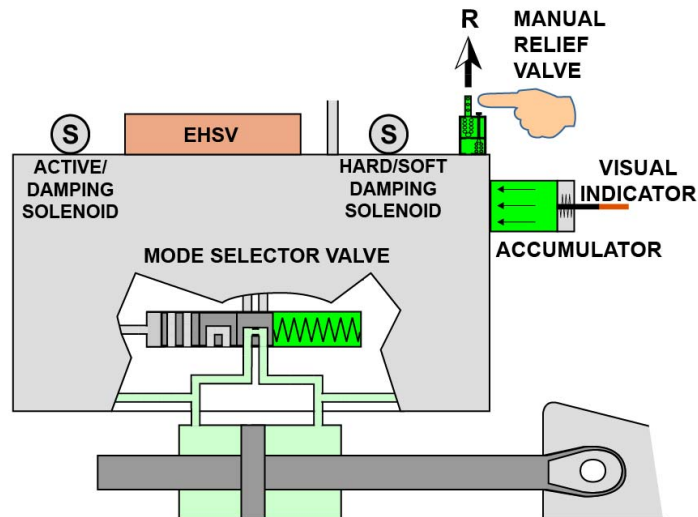 R
MANUAL
RELIEF
VALVE
S
EHSV
S
ACTIVE/
DAMPING
SOLENOID
HARD/SOFT
DAMPING
SOLENOID
VISUAL
INDICATOR
ACCUMULATOR
MODE SELECTOR VALVE